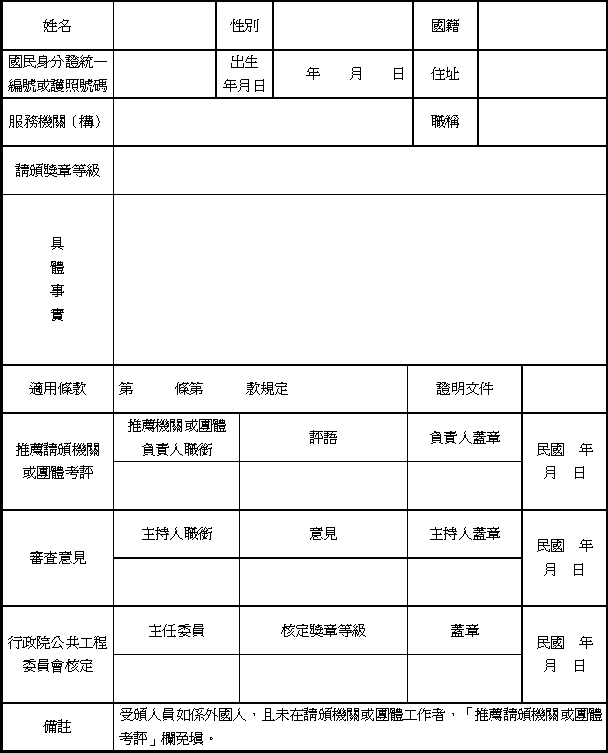 姓名 性別 國籍
國民身分證統一編號或護照號碼 出生年月日 年 月 日 住址
服務機關（構） 職稱
請頒獎章等級
具體事實
適用條款 第 條第 款規定 證明文件
推薦請頒機關或團體考評 推薦機關或團體負責人職銜 評語 負責人蓋章 民國 年 月 日
審查意見 主持人職銜 意見 主持人蓋章 民國 年 月 日
行政院公共工程委員會核定 主任委員 核定獎章等級 蓋章 民國 年 月 日
備註 受頒人員如係外國人，且未在請頒機關或團體工作者，「推薦請頒機關或團體
考評」欄免填。